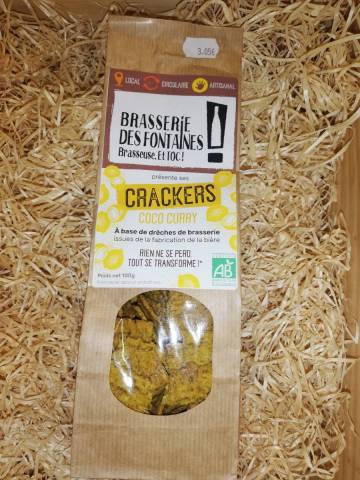 3.05€
LOCAL
CIRCULAIRE
ARTISANAL
BRASSERIE
DES FONTAINES
Brasseuse. Et TOC !
présente ses
CRACKERS
COCO CURRY
À base de drêches de brasserie
issues de la fabrication de la bière
RIEN NE SE PERD,
TOUT SE TRANSFORME !*
Poids net 100g
AB